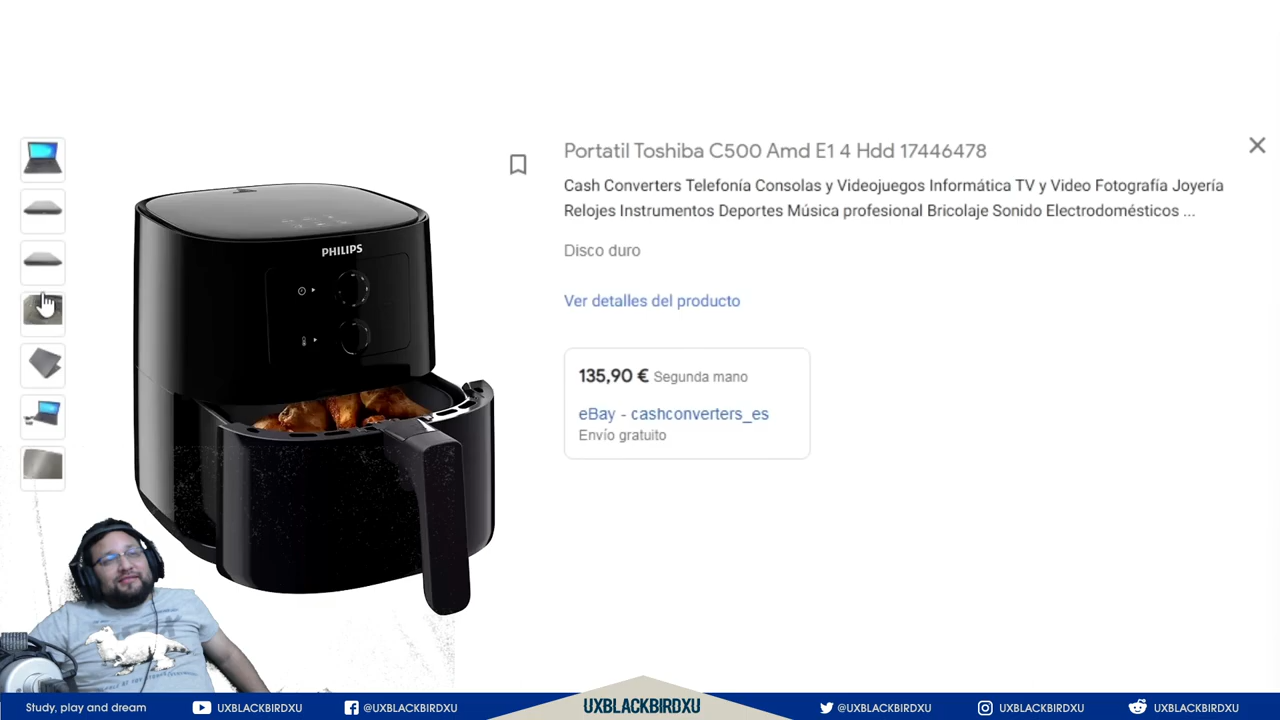 Portatil Toshiba C500 Amd E1 4 Hdd 17446478
Cash Converters Telefonía Consolas y Videojuegos Informática TV y Video Fotografía Joyería
Relojes Instrumentos Deportes Música profesional Bricolaje Sonido Electrodomésticos ...
Disco duro
Ver detalles del producto
135,90 € Segunda mano
eBay - cashconverters_es
Envío gratuito
PHILIPS
Study, play and dream
UXBLACKBIRDXU
@UXBLACKBIRDXU
UXBLACKBIRDXU
@UXBLACKBIRDXU
UXBLACKBIRDXU
UXBLACKBIRDXU